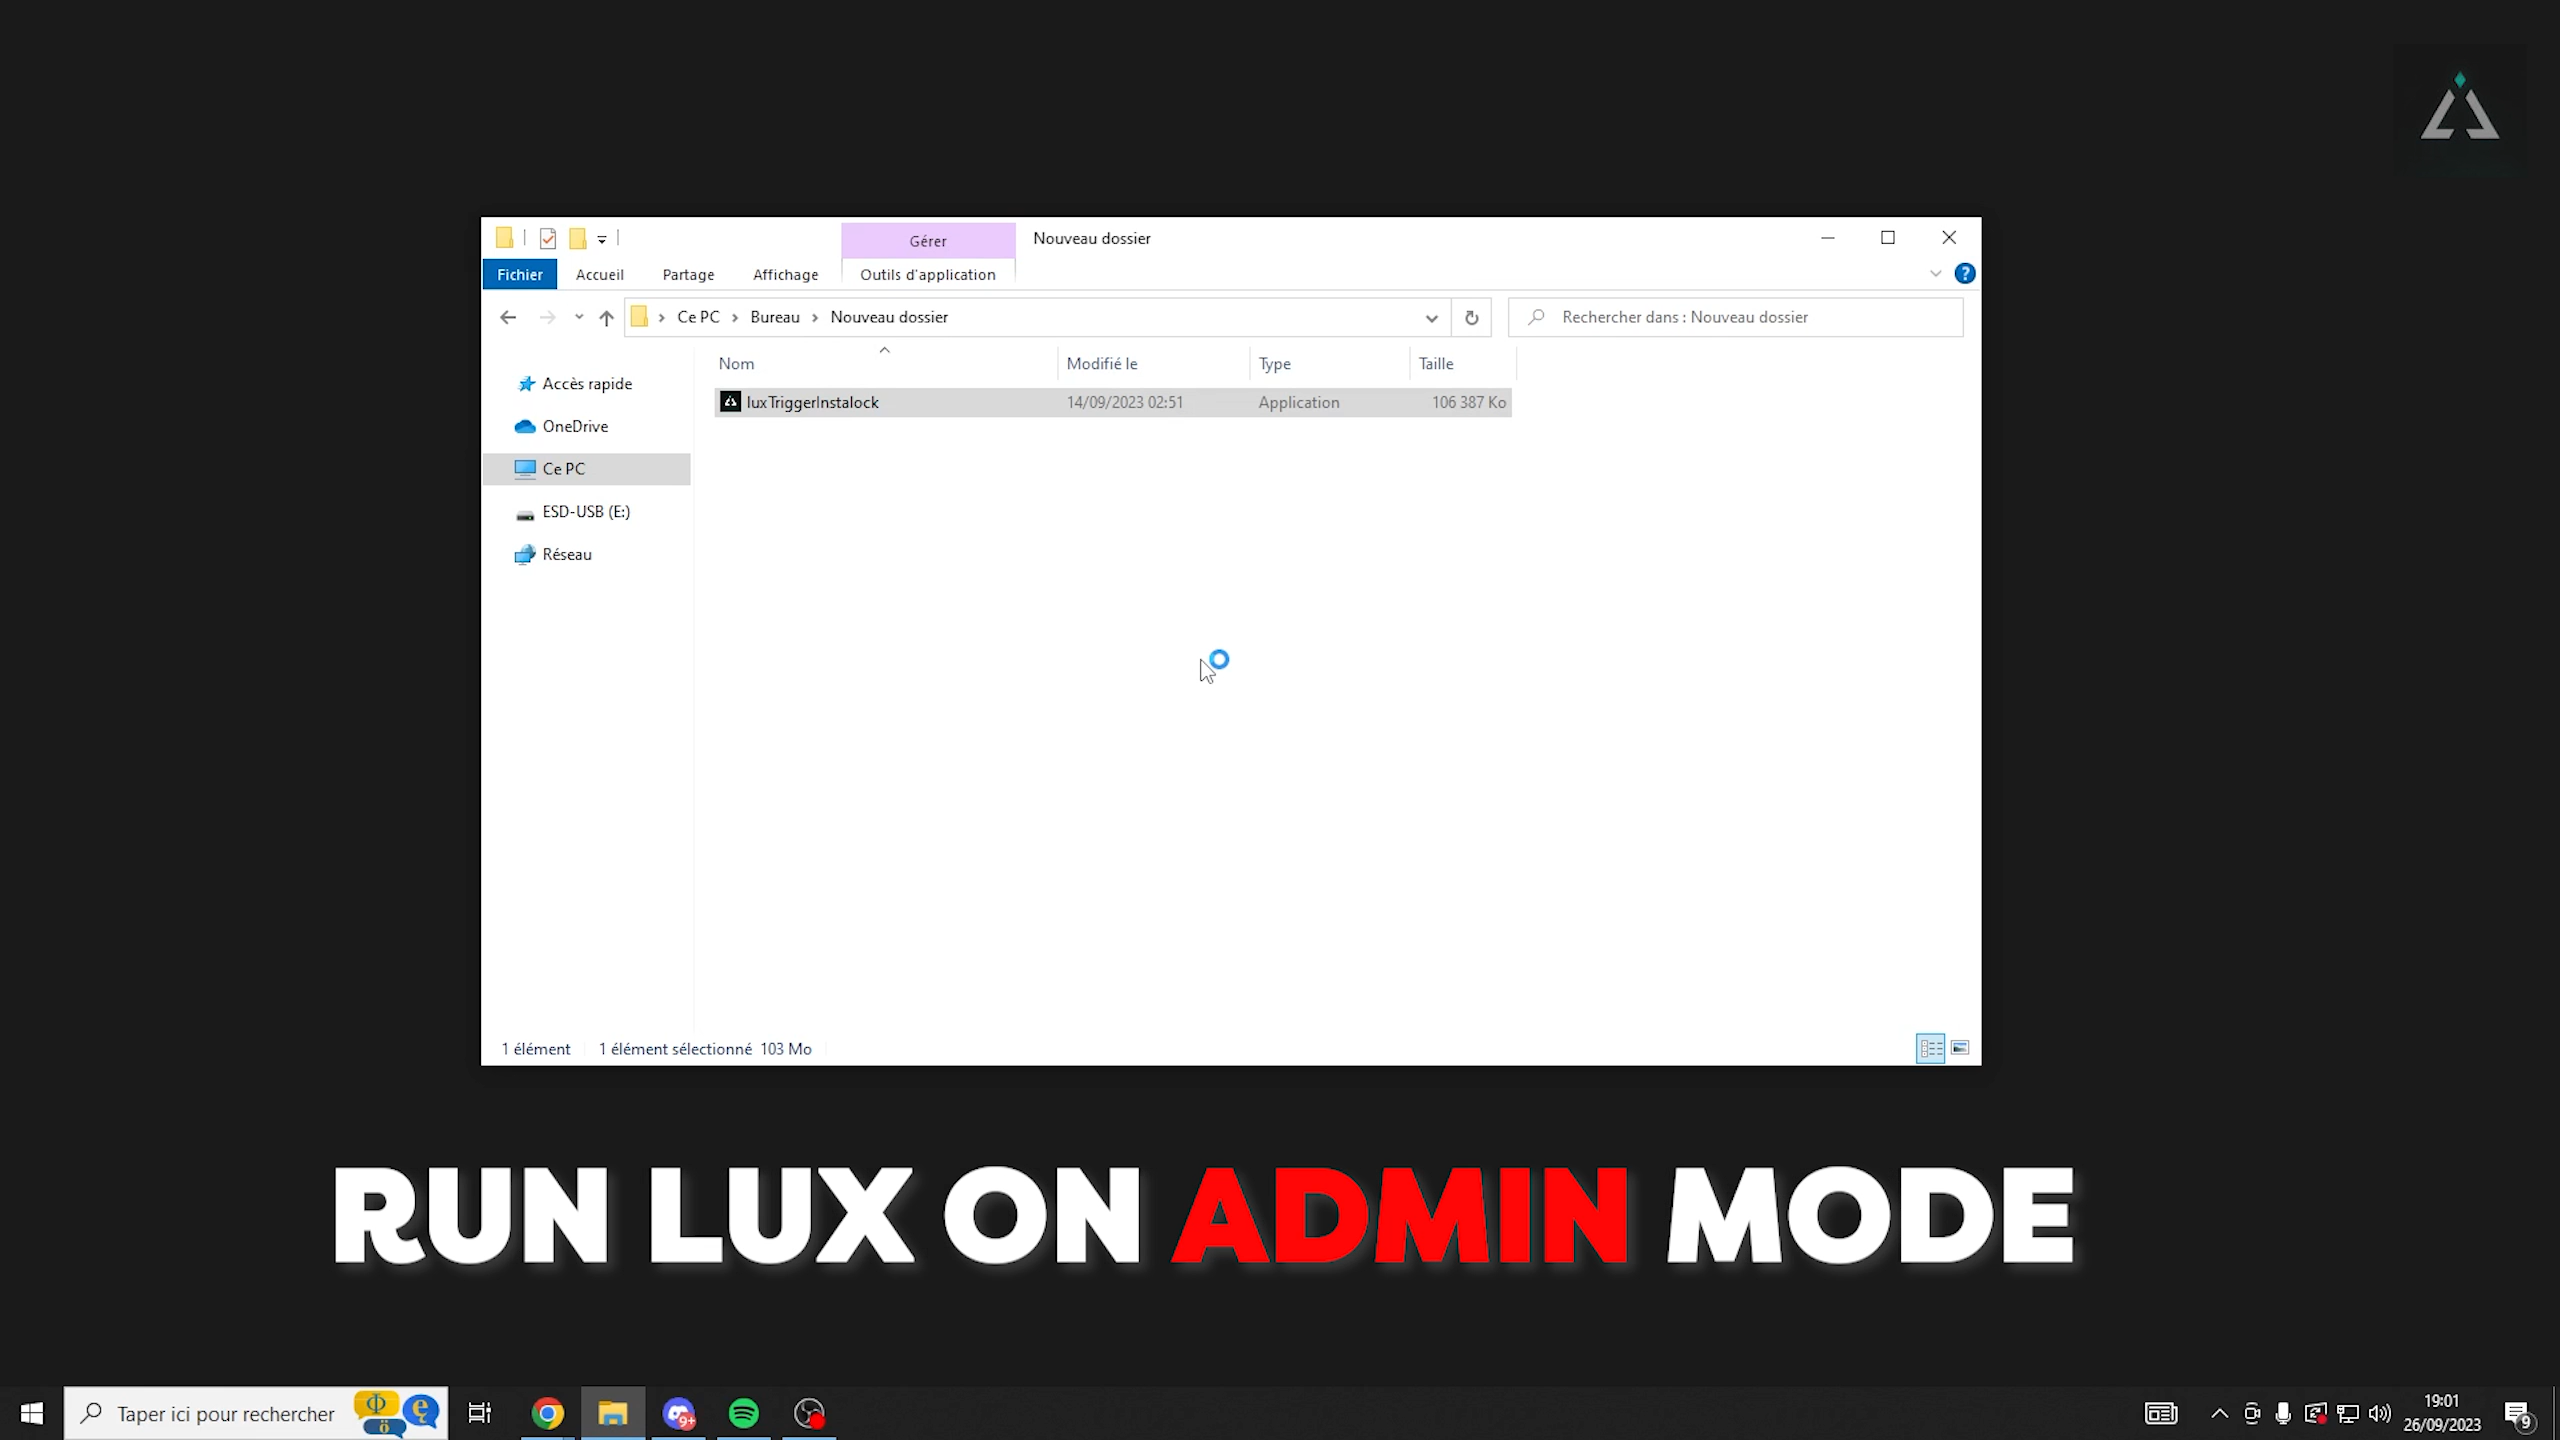 Gérer
Nouveau dossier
Fichier
Accueil
Partage
Affichage
Outils d'application
?
Ce PC
Bureau
Nouveau dossier
Rechercher dans : Nouveau dossier
Nom
Modifié le
Type
Taille
luxTriggerInstalock
14/09/2023 02:51
Application
106 387 Ko
Accès rapide
OneDrive
Ce PC
ESD-USB (E:)
Réseau
1 élément
1 élément sélectionné 103 Mo
RUN LUX ON ADMIN MODE
Taper ici pour rechercher
9+
19:01
26/09/2023
9